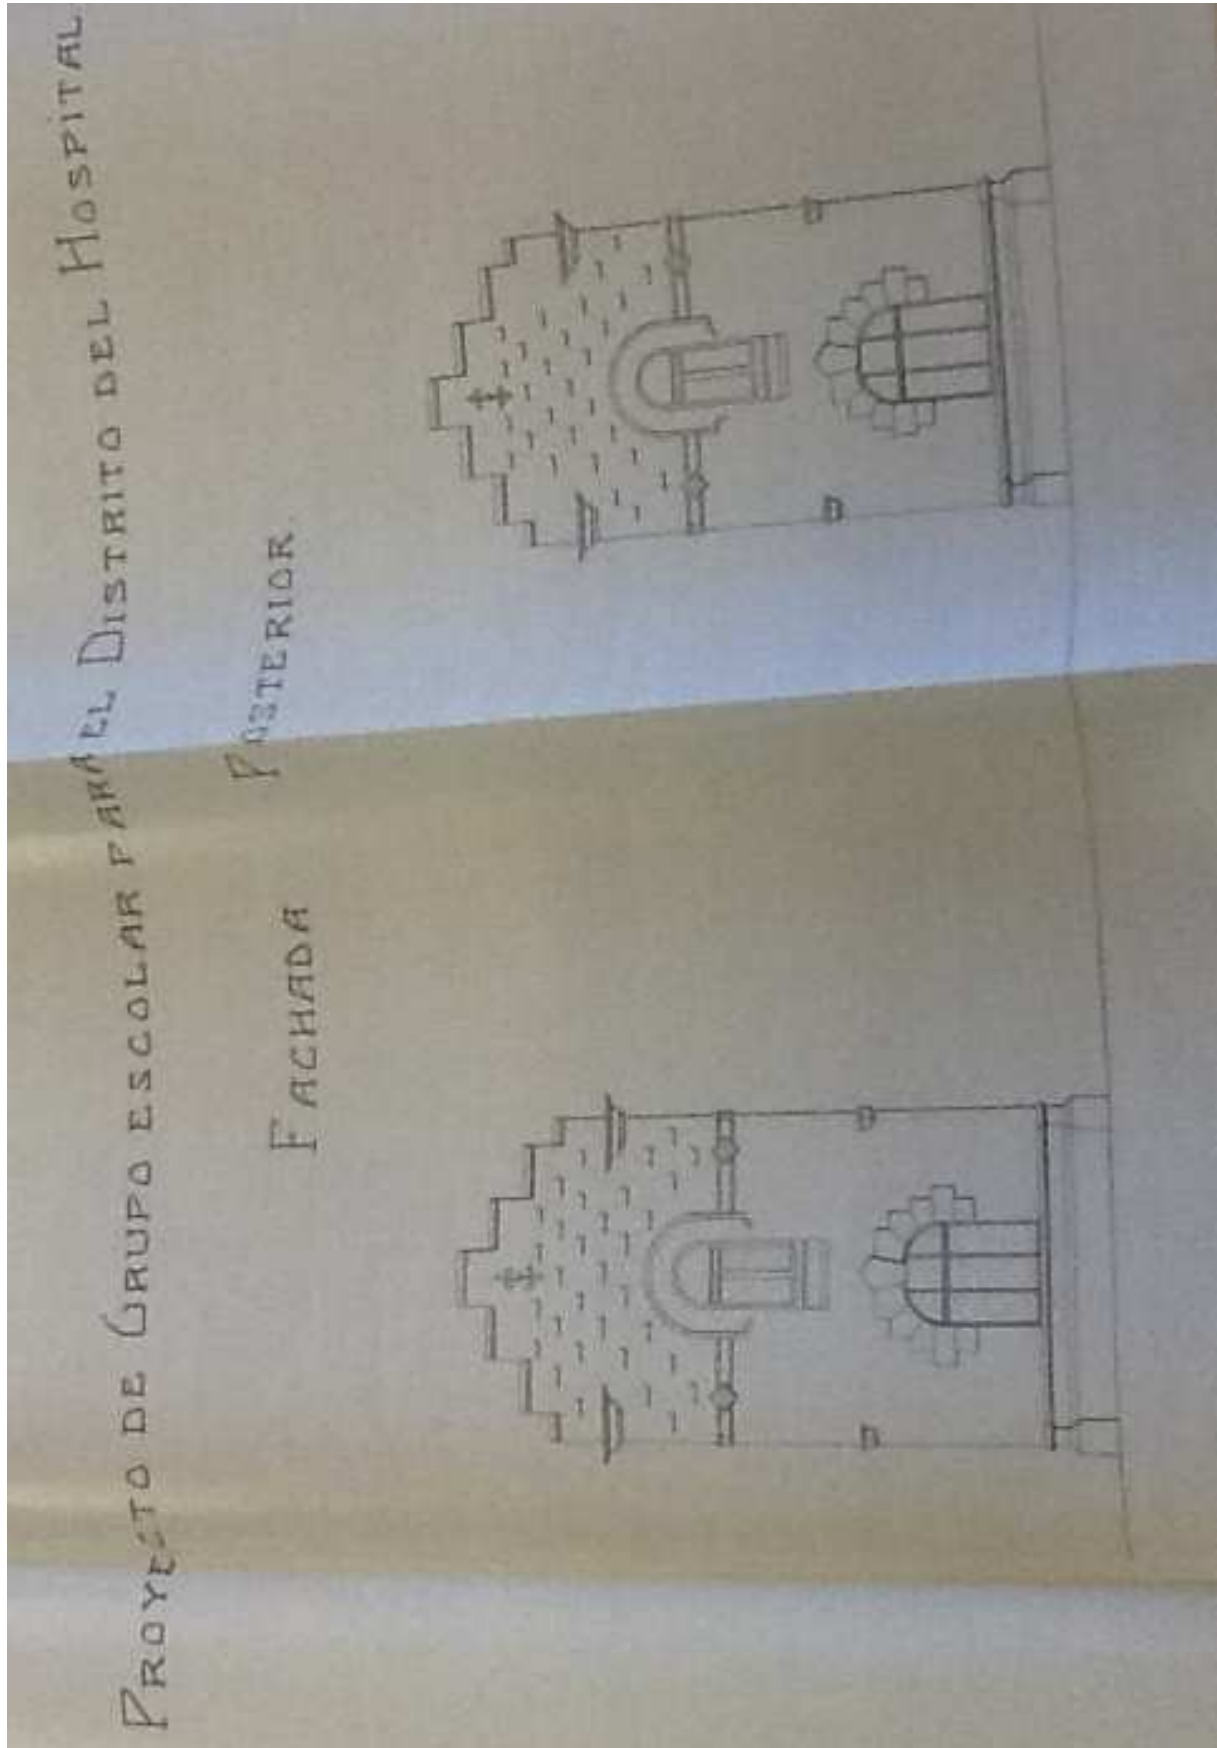 PROYECTO DE GRUPO ESCOLAR PARA EL DISTRITO DEL HOSPITAL.
FACHADA POSTERIOR.